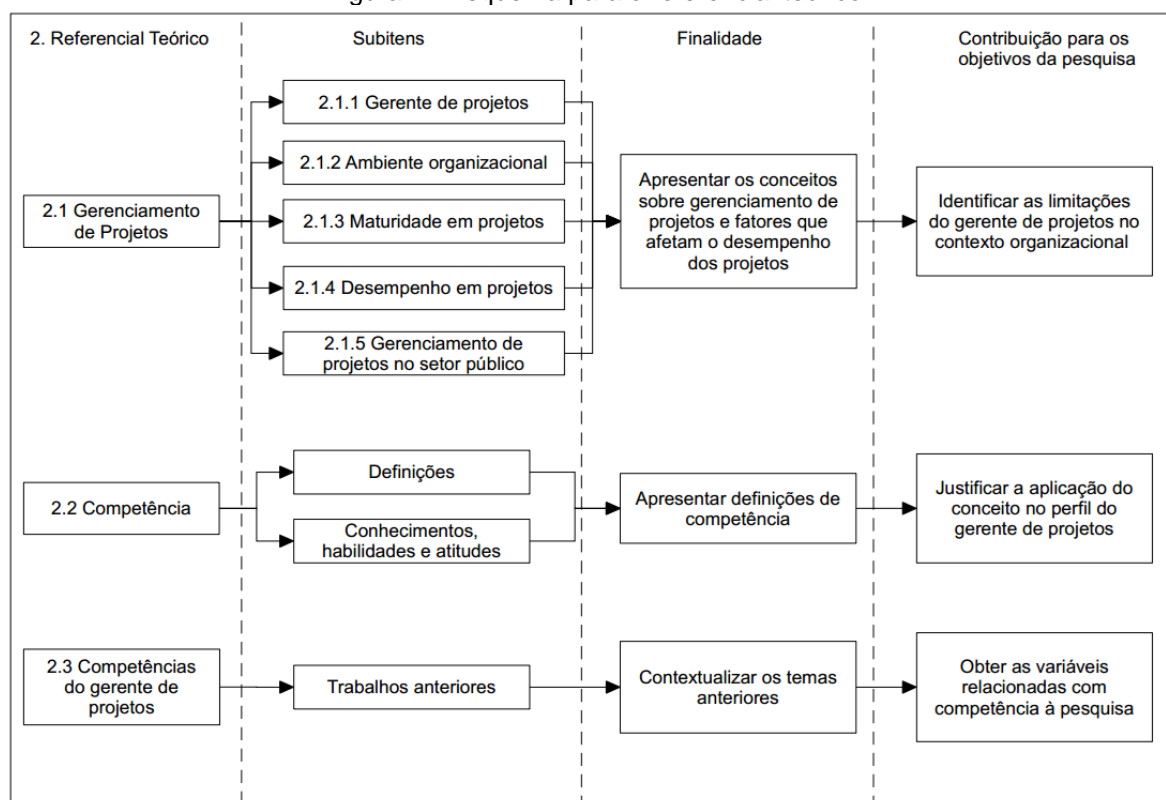 2. Referencial Teórico
Subitens
Finalidade
Contribuição para os
objetivos da pesquisa
2.1 Gerenciamento
de Projetos
2.1.1 Gerente de projetos
2.1.2 Ambiente organizacional
2.1.3 Maturidade em projetos
2.1.4 Desempenho em projetos
2.1.5 Gerenciamento de
projetos no setor público
Apresentar os conceitos
sobre gerenciamento de
projetos e fatores que
afetam o desempenho
dos projetos
Identificar as limitações
do gerente de projetos no
contexto organizacional
2.2 Competência
Definições
Conhecimentos,
habilidades e atitudes
Apresentar definições de
competência
Justificar a aplicação do
conceito no perfil do
gerente de projetos
2.3 Competências
do gerente de
projetos
Trabalhos anteriores
Contextualizar os temas
anteriores
Obter as variáveis
relacionadas com
competência à pesquisa